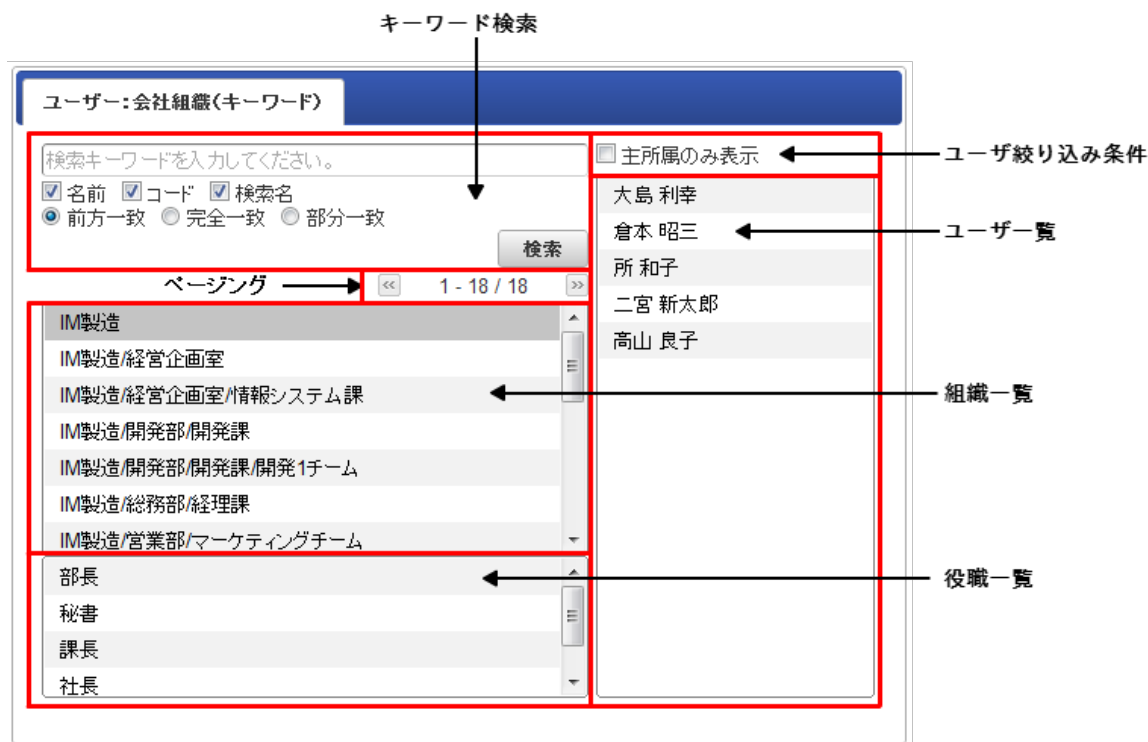 キーワード検索
ユーザー：会社組織（キーワード）
検索キーワードを入力してください。
名前 コード 検索名
前方一致 完全一致 部分一致
検索
ページング
1 - 18 / 18
IM製造
IM製造/経営企画室
IM製造/経営企画室/情報システム課
IM製造/開発部/開発課
IM製造/開発部/開発課/開発1チーム
IM製造/総務部/経理課
IM製造/営業部/マーケティングチーム
部長
秘書
課長
社長
主所属のみ表示
大島 利幸
倉本 昭三
所 和子
二宮 新太郎
高山 良子
ユーザ絞り込み条件
ユーザ一覧
組織一覧
役職一覧